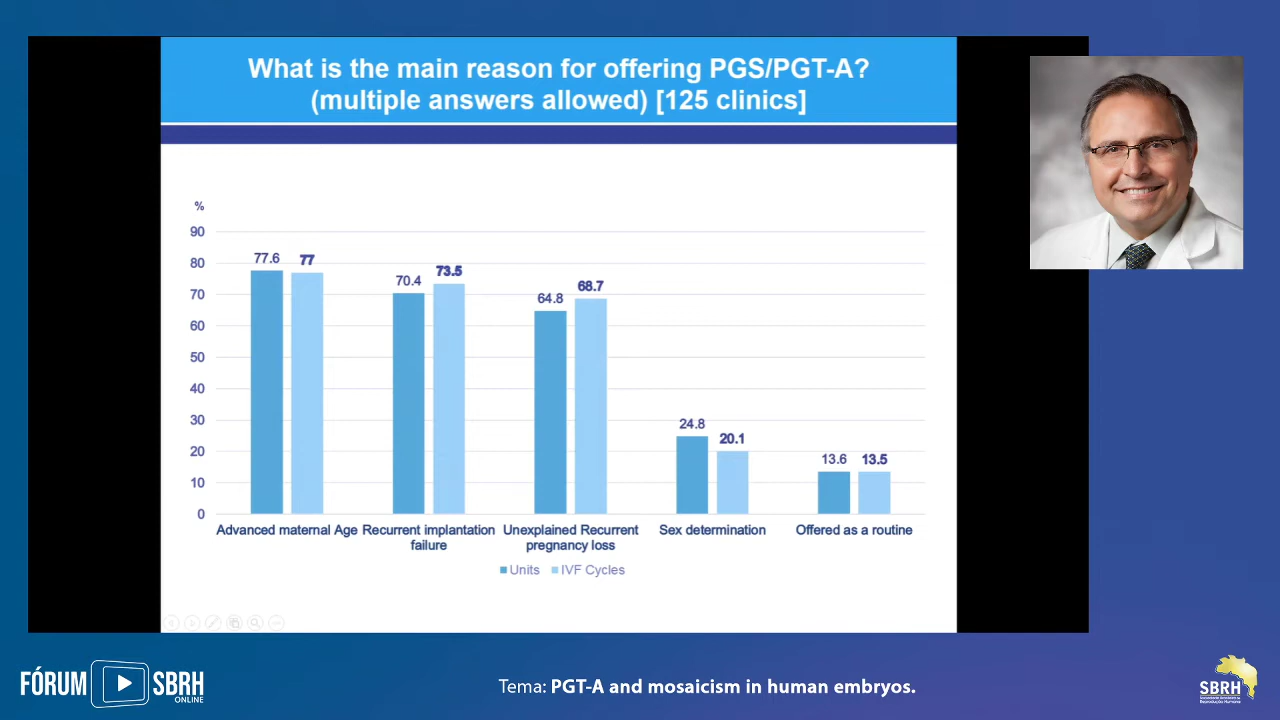 What is the main reason for offering PGS/PGT-A?
(multiple answers allowed) [125 clinics]
%
90
80
70
60
50
40
30
20
10
0
77.6 77
70.4 73.5
64.8 68.7
24.8 20.1
13.6 13.5
Advanced maternal Age
Recurrent implantation
failure
Unexplained Recurrent
pregnancy loss
Sex determination
Offered as a routine
Units IVF Cycles
FÓRUM SBRH
ONLINE
Tema: PGT-A and mosaicism in human embryos.
SBRH